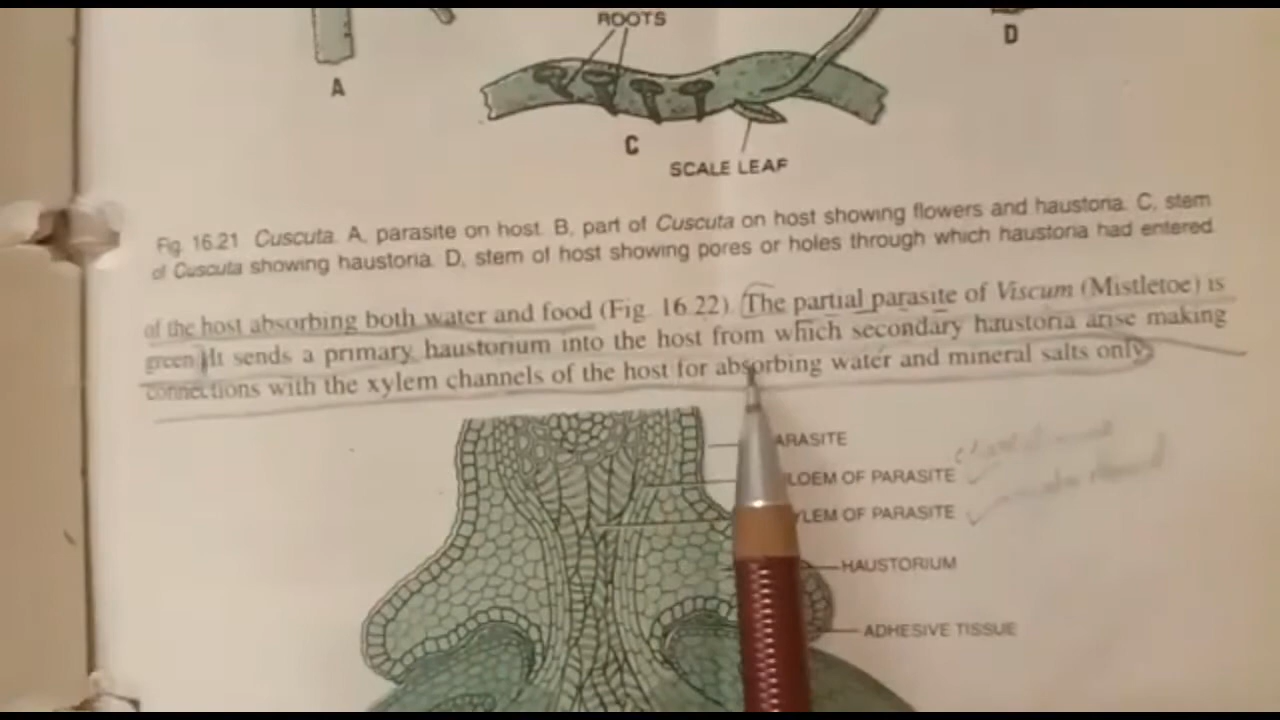 ROOTS
D
A
C
SCALE LEAF
Fig. 16.21 Cuscuta. A, parasite on host. B, part of Cuscuta on host showing flowers and haustoria. C, stem
of Cuscuta showing haustoria. D, stem of host showing pores or holes through which haustoria had entered.
of the host absorbing both water and food (Fig. 16.22). The partial parasite of Viscum (Mistletoe) is
green. It sends a primary haustorium into the host from which secondary haustoria arise making
connections with the xylem channels of the host for absorbing water and mineral salts only.
ARASITE
LOEM OF PARASITE
YLEM OF PARASITE
HAUSTORIUM
ADHESIVE TISSUE